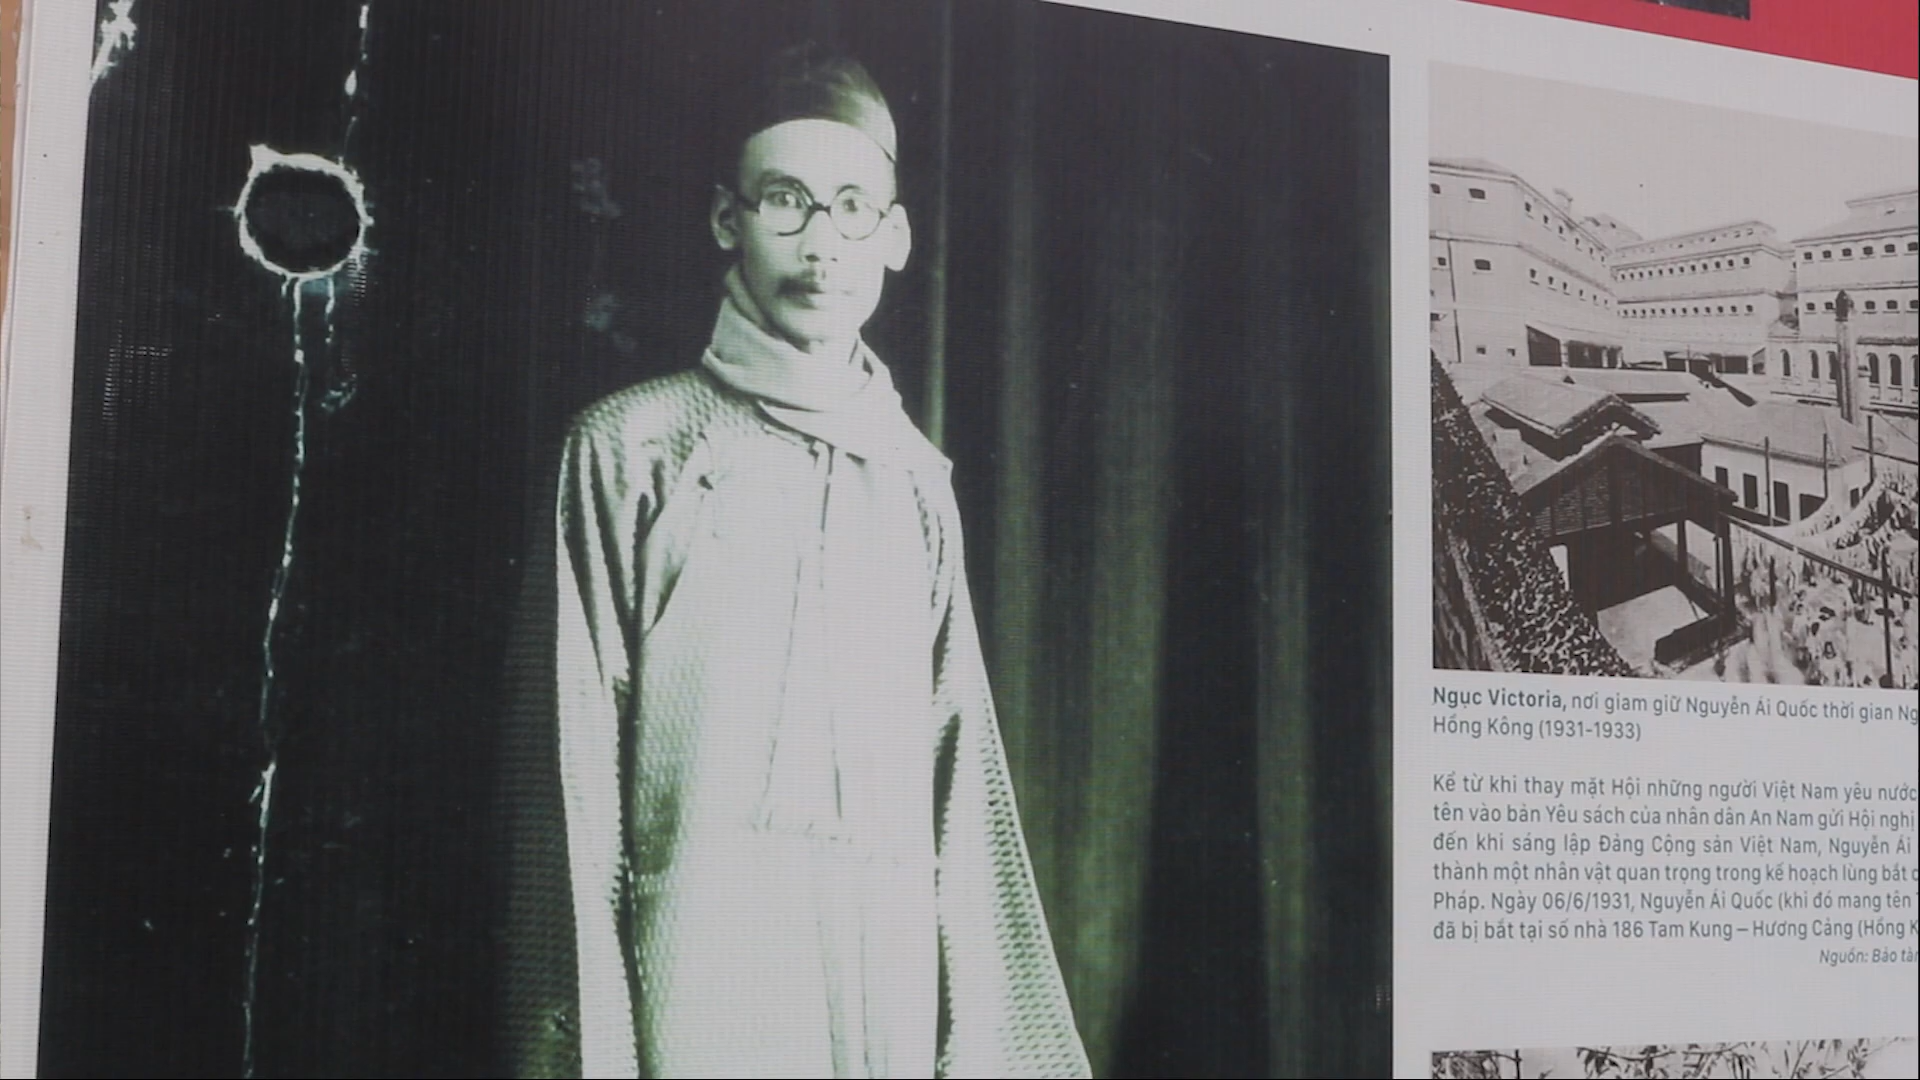 Ngục Victoria, nơi giam giữ Nguyễn Ái Quốc thời gian Ng
Hồng Kông (1931-1933)
Kể từ khi thay mặt Hội những người Việt Nam yêu nước
tên vào bản Yêu sách của nhân dân An Nam gửi Hội nghị
đến khi sáng lập Đảng Cộng sản Việt Nam, Nguyễn Ái
thành một nhân vật quan trọng trong kế hoạch lùng bắt
Pháp. Ngày 06/6/1931, Nguyễn Ái Quốc (khi đó mang tên
đã bị bắt tại số nhà 186 Tam Kung – Hương Cảng (Hồng K
Nguồn: Bảo tàn